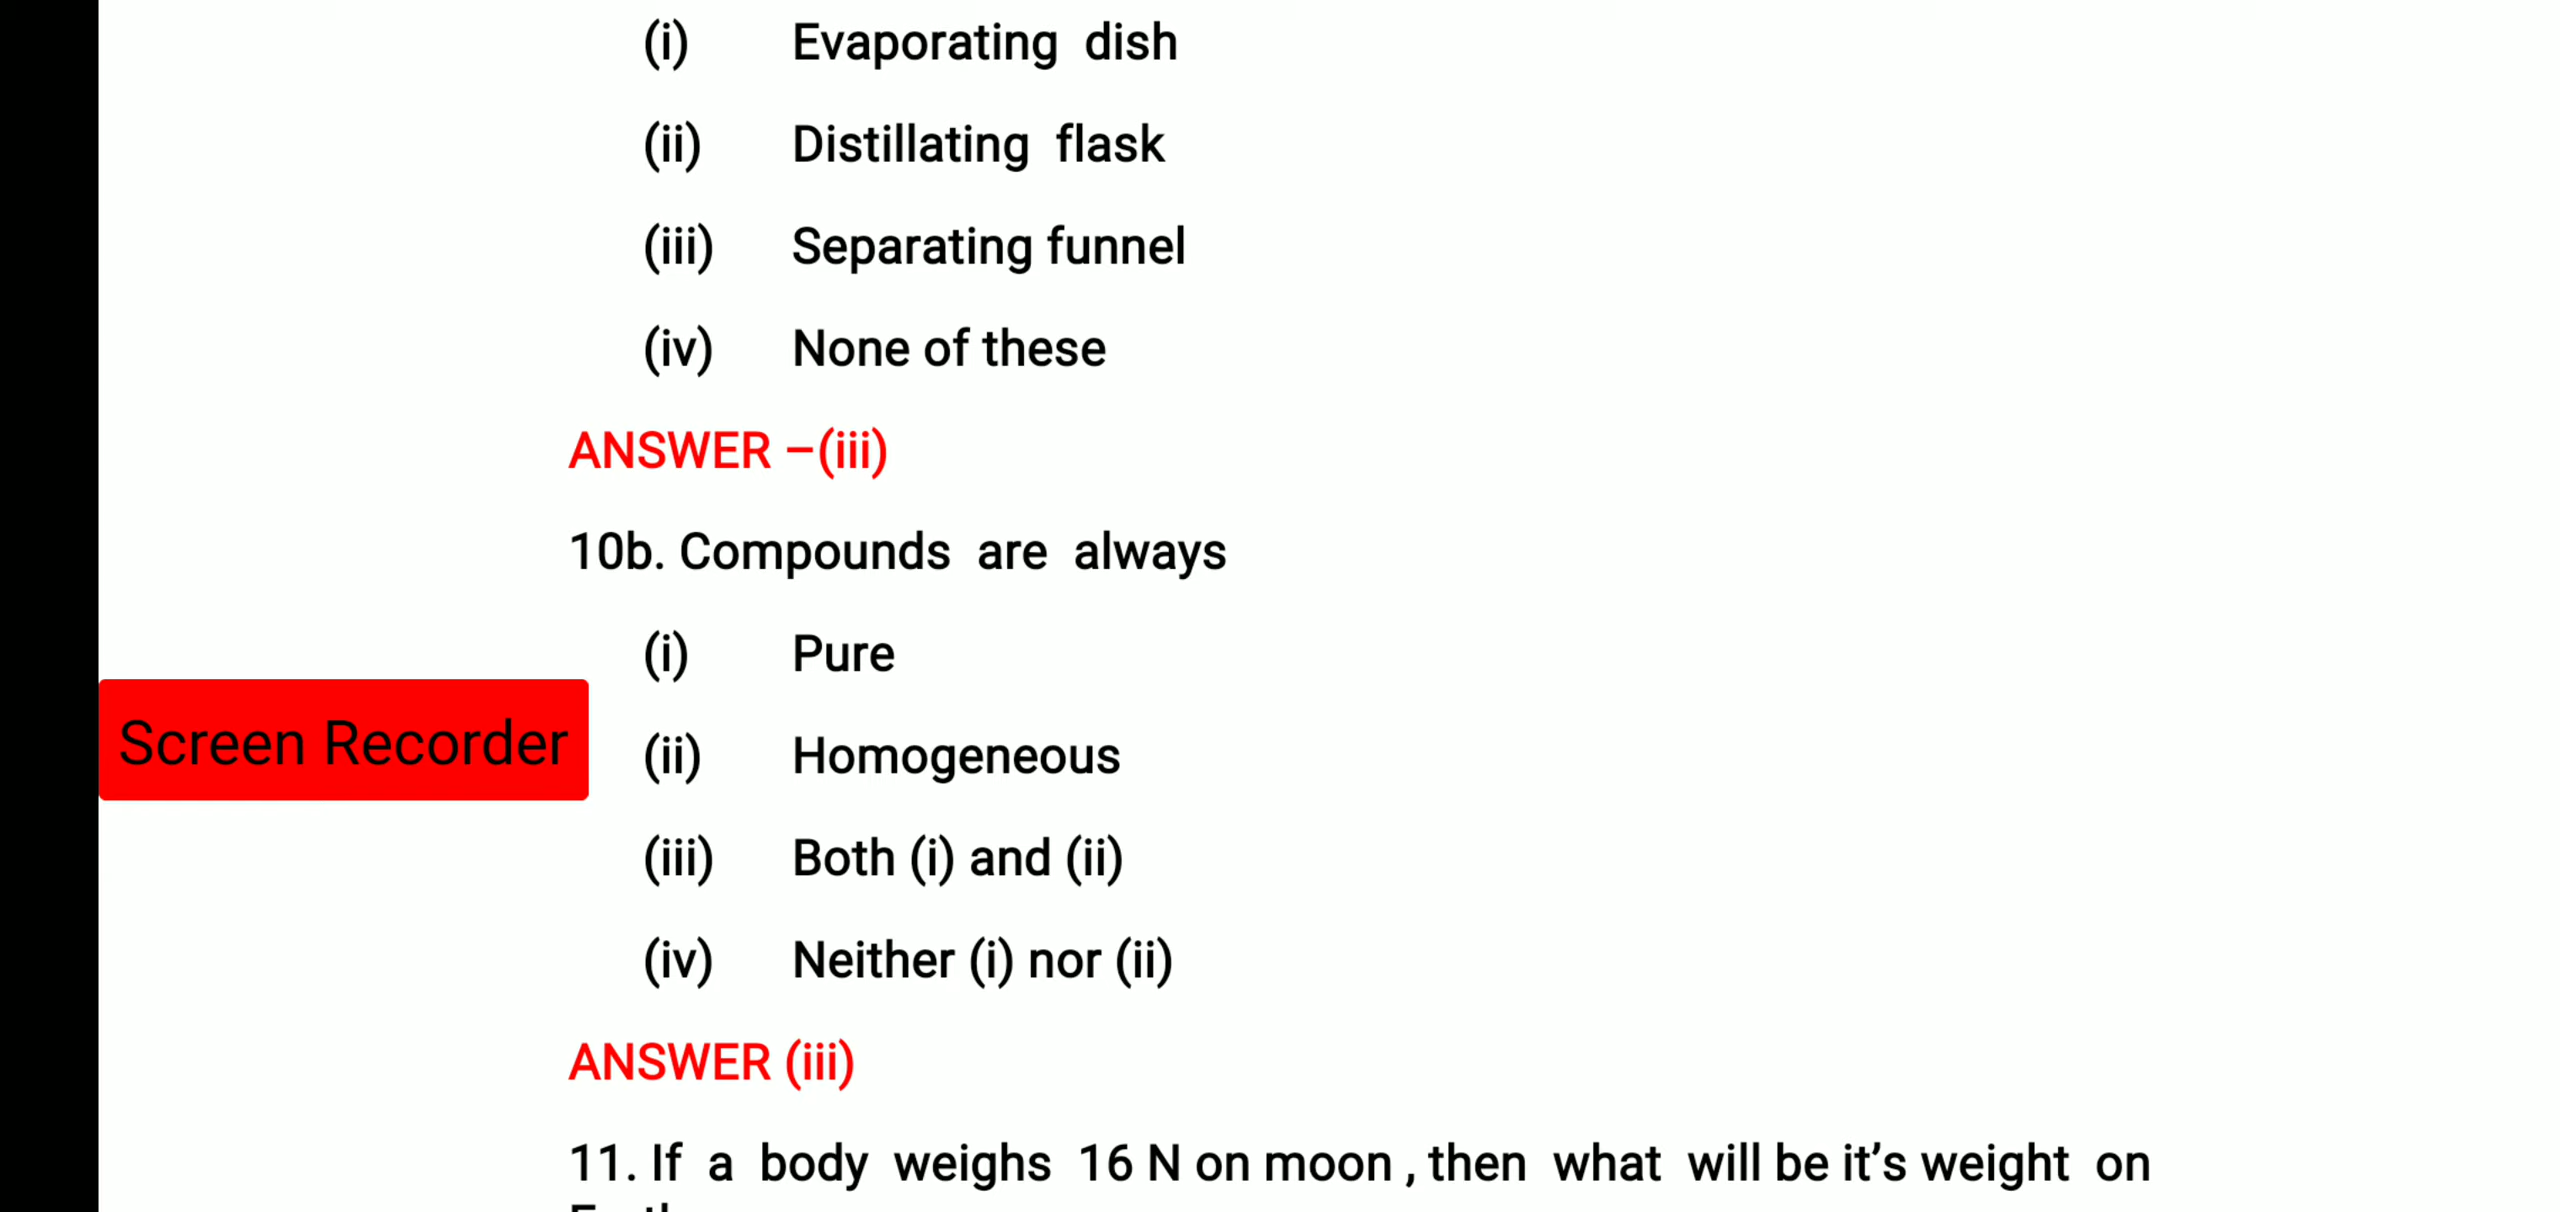 (i) Evaporating dish
(ii) Distillating flask
(iii) Separating funnel
(iv) None of these
ANSWER –(iii)
10b. Compounds are always
(i) Pure
Screen Recorder
(ii) Homogeneous
(iii) Both (i) and (ii)
(iv) Neither (i) nor (ii)
ANSWER (iii)
11. If a body weighs 16 N on moon , then what will be it’s weight on